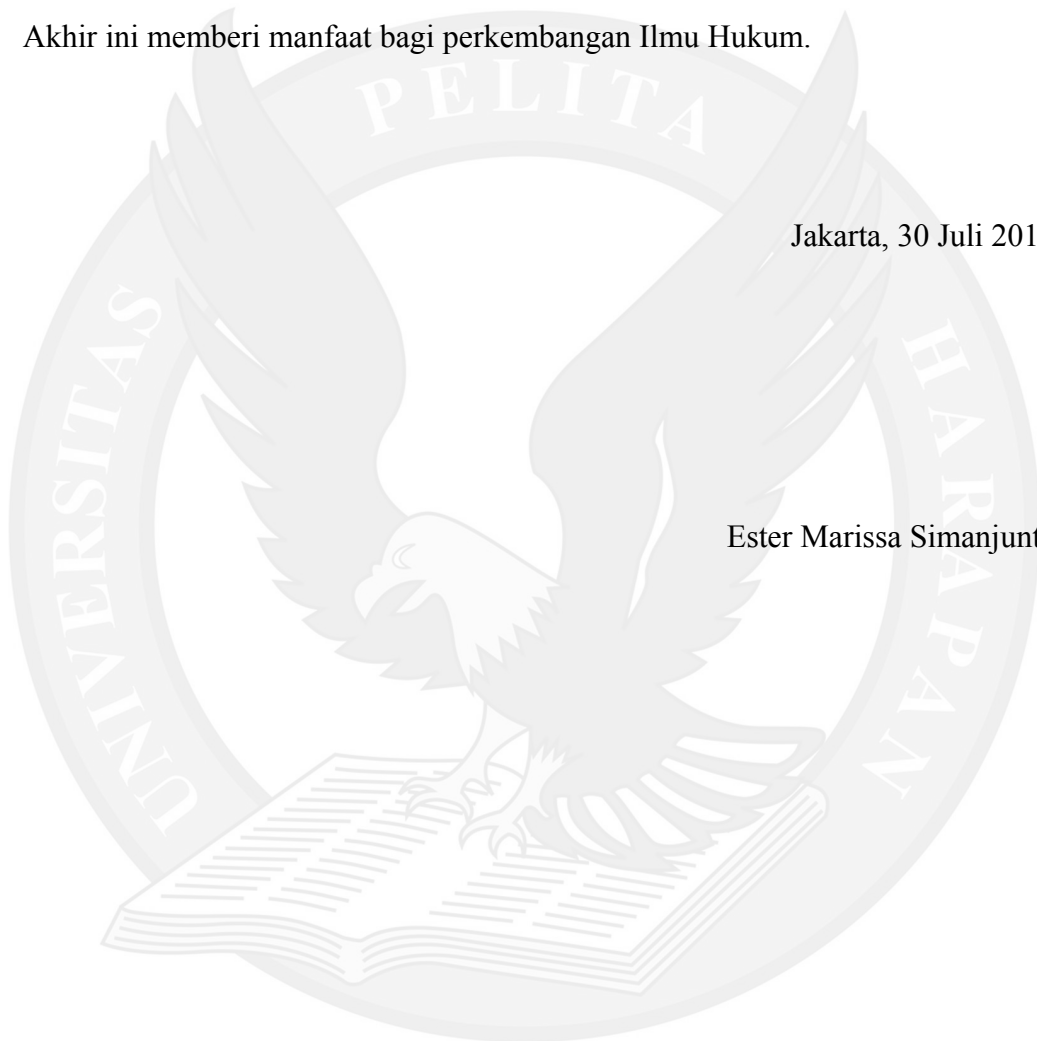 Akhir ini memberi manfaat bagi perkembangan Ilmu Hukum.
UNIVERSITAS PELITA HARAPAN
Jakarta, 30 Juli 201
Ester Marissa Simanjunt